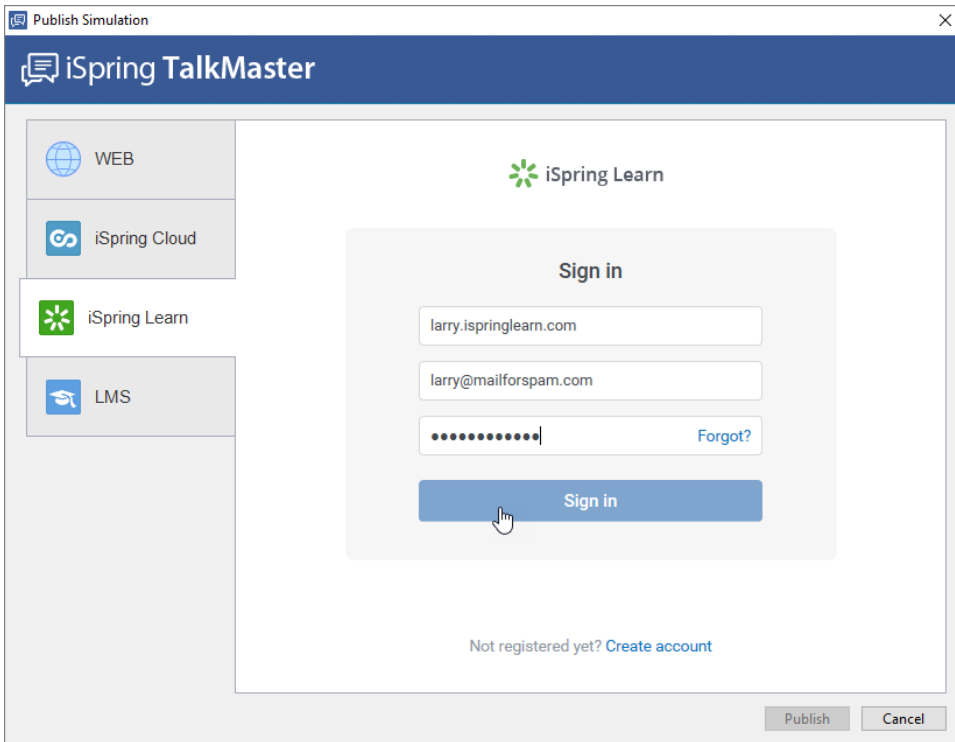 Publish Simulation
iSpring TalkMaster
WEB
iSpring Cloud
iSpring Learn
LMS
iSpring Learn
Sign in
larry.ispringlearn.com
larry@mailforspam.com
●●●●●●●●●●●● Forgot?
Sign in
Not registered yet? Create account
Publish Cancel